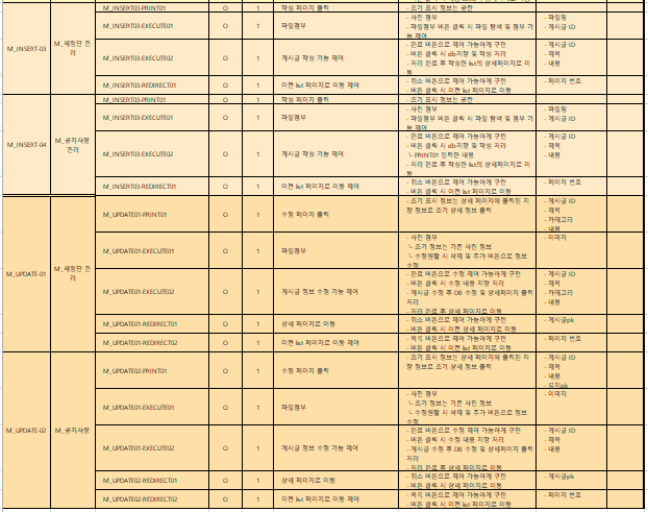 M_INSERT-03
M_체험단 관리
M_INSERT03-PRINT01 O 1 작성 페이지 출력 - 초기 표시 정보는 공란
M_INSERT03-EXECUTE01 O 1 파일첨부 - 사진 첨부
- 파일첨부 버튼 클릭 시 파일 탐색 및 첨부 기능 제어
- 파일핑
- 게시글 ID
M_INSERT03-EXECUTE02 O 1 게시글 작성 기능 제어 - 완료 버튼으로 제어 가능하게 구현
- 버튼 클릭 시 db저장 및 작성 처리
- 처리 완료 후 작성한 list의 상세페이지로 이동
- 게시글 ID
- 제목
- 내용
M_INSERT03-REDIRECT01 O 1 이전 list 페이지로 이동 제어 - 취소 버튼으로 제어 가능하게 구현
- 버튼 클릭 시 이전 list 페이지로 이동
- 페이지 번호
M_INSERT-04
M_공지사항 관리
M_INSERT03-PRINT01 O 1 작성 페이지 출력 - 초기 표시 정보는 공란
M_INSERT03-EXECUTE01 O 1 파일첨부 - 사진 첨부
- 파일첨부 버튼 클릭 시 파일 탐색 및 첨부 기능 제어
- 파일핑
- 게시글 ID
M_INSERT03-EXECUTE02 O 1 게시글 작성 기능 제어 - 완료 버튼으로 제어 가능하게 구현
- 버튼 클릭 시 db저장 및 작성 처리
ㄴ PRINT01 입력한 내용
- 처리 완료 후 작성한 list의 상세페이지로 이동
- 게시글 ID
- 제목
- 내용
M_INSERT03-REDIRECT01 O 1 이전 list 페이지로 이동 제어 - 취소 버튼으로 제어 가능하게 구현
- 버튼 클릭 시 이전 list 페이지로 이동
- 페이지 번호
M_UPDATE-01
M_체험단 관리
M_UPDATE01-PRINT01 O 1 수정 페이지 출력 - 초기 표시 정보는 상세 페이지에 출력된 저장 정보로 초기 상세 정보 출력
- 게시글 ID
- 제목
- 카테고리
- 내용
M_UPDATE01-EXECUTE01 O 1 파일첨부 - 사진 첨부
ㄴ 초기 정보는 기존 사진 정보
ㄴ 수정원할 시 삭제 및 추가 버튼으로 정보 수정
- 이미지
M_UPDATE01-EXECUTE02 O 1 게시글 정보 수정 기능 제어 - 완료 버튼으로 수정 제어 가능하게 구현
- 버튼 클릭 시 수정 내용 저장 처리
- 게시글 수정 후 DB 수정 및 상세페이지 출력 처리
- 처리 완료 후 상세 페이지로 이동
- 게시글 ID
- 제목
- 카테고리
- 내용
M_UPDATE01-REDIRECT01 O 1 상세 페이지로 이동 - 취소 버튼으로 제어 가능하게 구현
- 버튼 클릭 시 이전 상세 페이지로 이동
- 게시글pk
M_UPDATE01-REDIRECT02 O 1 이전 list 페이지로 이동 제어 - 목록 버튼으로 제어 가능하게 구현
- 버튼 클릭 시 이전 list 페이지로 이동
- 페이지 번호
M_UPDATE-02
M_공지사항
M_UPDATE02-PRINT01 O 1 수정 페이지 출력 - 초기 표시 정보는 상세 페이지에 출력된 저장 정보로 초기 상세 정보 출력
- 게시글 ID
- 제목
- 내용
M_UPDATE02-EXECUTE01 O 1 파일첨부 - 사진 첨부
ㄴ 초기 정보는 기존 사진 정보
ㄴ 수정원할 시 삭제 및 추가 버튼으로 정보 수정
- 이미지
M_UPDATE02-EXECUTE02 O 1 게시글 정보 수정 기능 제어 - 완료 버튼으로 수정 제어 가능하게 구현
- 버튼 클릭 시 수정 내용 저장 처리
- 게시글 수정 후 DB 수정 및 상세페이지 출력 처리
- 처리 완료 후 상세 페이지로 이동
- 게시글 ID
- 제목
- 내용
M_UPDATE02-REDIRECT01 O 1 상세 페이지로 이동 - 취소 버튼으로 제어 가능하게 구현
- 버튼 클릭 시 상세 페이지로 이동
- 게시글pk
M_UPDATE02-REDIRECT02 O 1 이전 list 페이지로 이동 제어 - 목록 버튼으로 제어 가능하게 구현
- 버튼 클릭 시 이전 list 페이지로 이동
- 페이지 번호